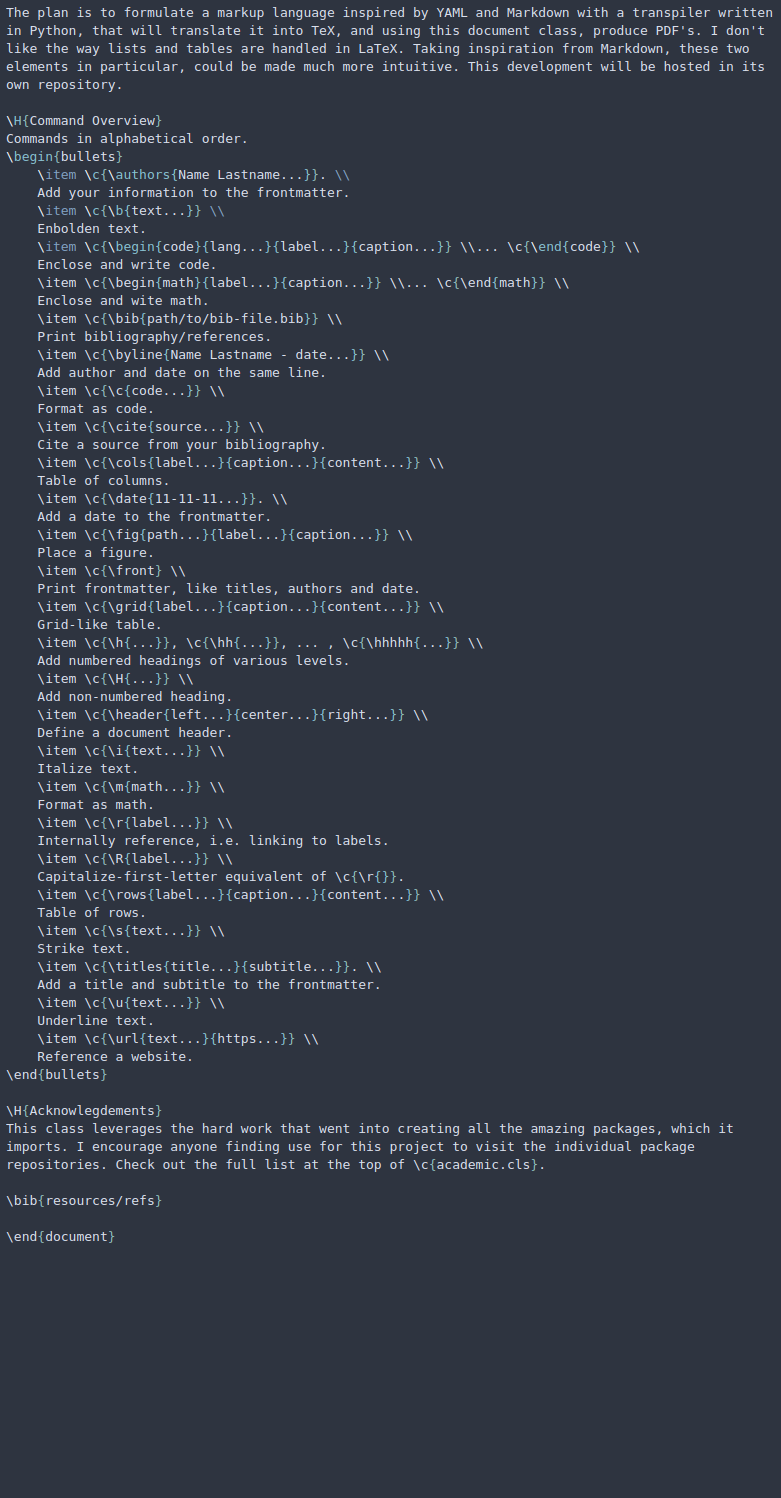 The plan is to formulate a markup language inspired by YAML and Markdown with a transpiler written
in Python, that will translate it into TeX, and using this document class, produce PDF's. I don't
like the way lists and tables are handled in LaTeX. Taking inspiration from Markdown, these two
elements in particular, could be made much more intuitive. This development will be hosted in its
own repository.

\H{Command Overview}
Commands in alphabetical order.
\begin{bullets}
    \item \c{\authors{Name Lastname...}}. \\
    Add your information to the frontmatter.
    \item \c{\b{text...}} \\
    Enbolden text.
    \item \c{\begin{code}{lang...}{label...}{caption...}} \\... \c{\end{code}} \\
    Enclose and write code.
    \item \c{\begin{math}{label...}{caption...}} \\... \c{\end{math}} \\
    Enclose and wite math.
    \item \c{\bib{path/to/bib-file.bib}} \\
    Print bibliography/references.
    \item \c{\byline{Name Lastname - date...}} \\
    Add author and date on the same line.
    \item \c{\c{code...}} \\
    Format as code.
    \item \c{\cite{source...}} \\
    Cite a source from your bibliography.
    \item \c{\cols{label...}{caption...}{content...}} \\
    Table of columns.
    \item \c{\date{11-11-11...}}. \\
    Add a date to the frontmatter.
    \item \c{\fig{path...}{label...}{caption...}} \\
    Place a figure.
    \item \c{\front} \\
    Print frontmatter, like titles, authors and date.
    \item \c{\grid{label...}{caption...}{content...}} \\
    Grid-like table.
    \item \c{\h{...}}, \c{\hh{...}}, ... , \c{\hhhhh{...}} \\
    Add numbered headings of various levels.
    \item \c{\H{...}} \\
    Add non-numbered heading.
    \item \c{\header{left...}{center...}{right...}} \\
    Define a document header.
    \item \c{\i{text...}} \\
    Italize text.
    \item \c{\m{math...}} \\
    Format as math.
    \item \c{\r{label...}} \\
    Internally reference, i.e. linking to labels.
    \item \c{\R{label...}} \\
    Capitalize-first-letter equivalent of \c{\r{}}.
    \item \c{\rows{label...}{caption...}{content...}} \\
    Table of rows.
    \item \c{\s{text...}} \\
    Strike text.
    \item \c{\titles{title...}{subtitle...}}. \\
    Add a title and subtitle to the frontmatter.
    \item \c{\u{text...}} \\
    Underline text.
    \item \c{\url{text...}{https...}} \\
    Reference a website.
\end{bullets}

\H{Acknowlegdements}
This class leverages the hard work that went into creating all the amazing packages, which it
imports. I encourage anyone finding use for this project to visit the individual package
repositories. Check out the full list at the top of \c{academic.cls}.

\bib{resources/refs}

\end{document}